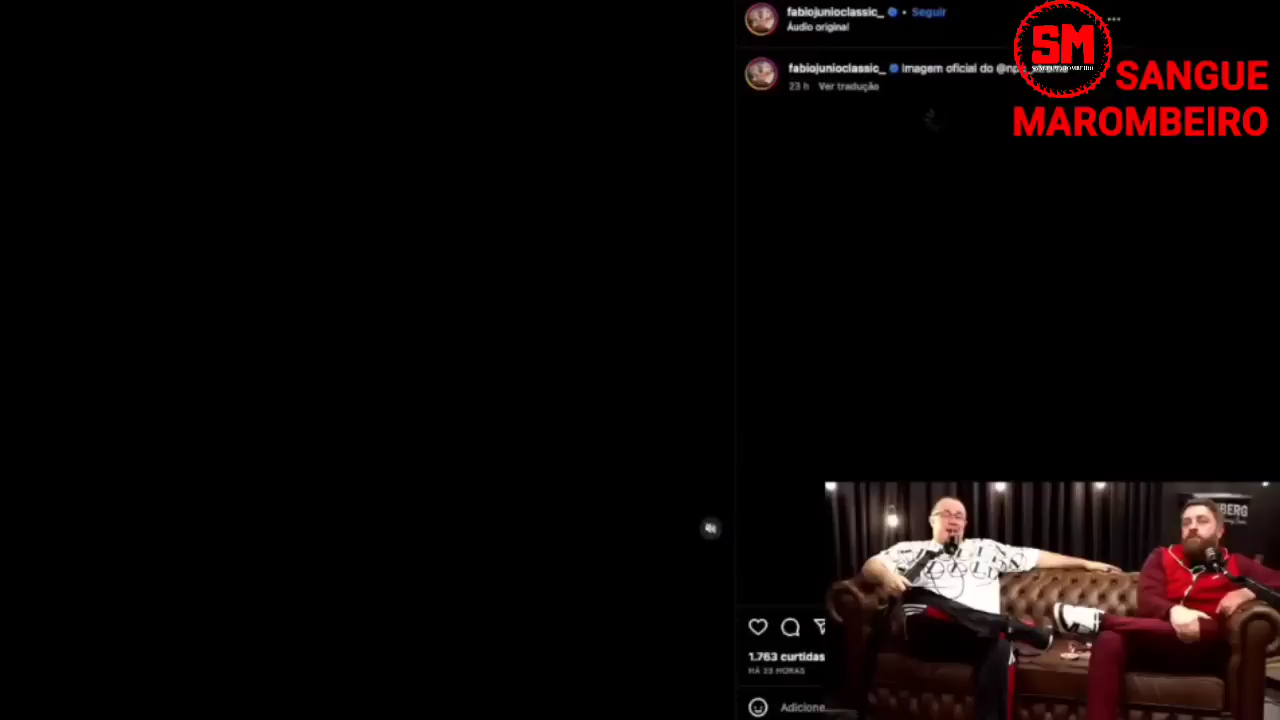 fabiojunioclassic_ • Seguir
Áudio original
fabiojunioclassic_ Imagem oficial do
23 h Ver tradução
SM
SANGUE
MAROMBEIRO
1.763 curtidas
HÁ 23 HORAS
Adicione...